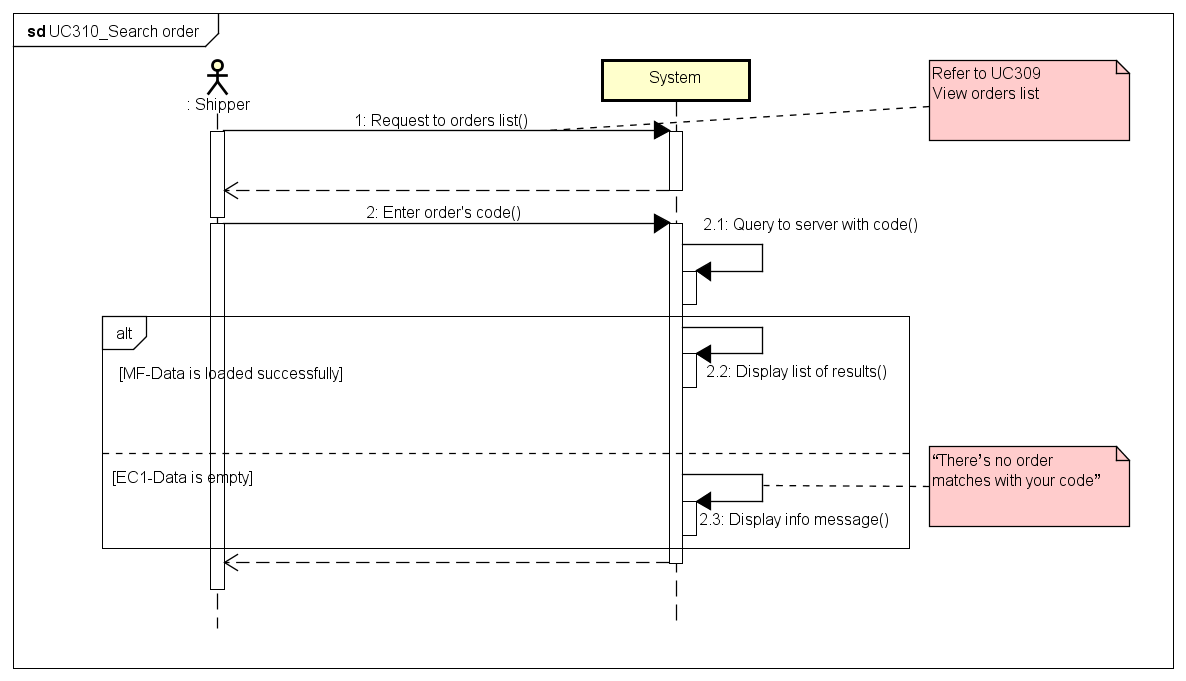 sd UC310_Search order
: Shipper
System
Refer to UC309
View orders list
1: Request to orders list()
2: Enter order's code()
2.1: Query to server with code()
alt
[MF-Data is loaded successfully]
2.2: Display list of results()
[EC1-Data is empty]
“There’s no order
matches with your code”
2.3: Display info message()